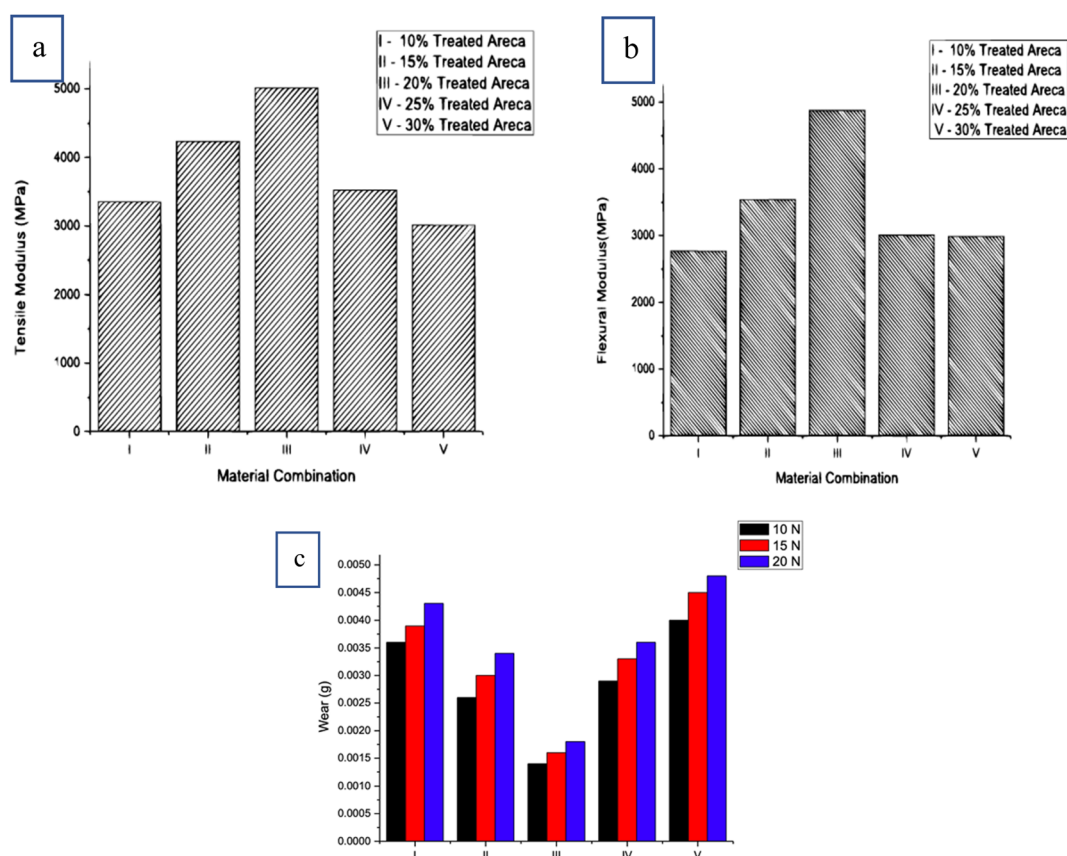 a
I - 10% Treated Areca
II - 15% Treated Areca
III - 20% Treated Areca
IV - 25% Treated Areca
V - 30% Treated Areca
5000
4000
3000
2000
1000
0
Tensile Modulus (MPa)
I II III IV V
Material Combination
b
I - 10% Treated Areca
II - 15% Treated Areca
III - 20% Treated Areca
IV - 25% Treated Areca
V - 30% Treated Areca
5000
4000
3000
2000
1000
0
Flexural Modulus(MPa)
I II III IV V
Material Combination
c
10 N
15 N
20 N
0.0050
0.0045
0.0040
0.0035
0.0030
0.0025
0.0020
0.0015
0.0010
0.0005
0.0000
Wear (g)
I II III IV V